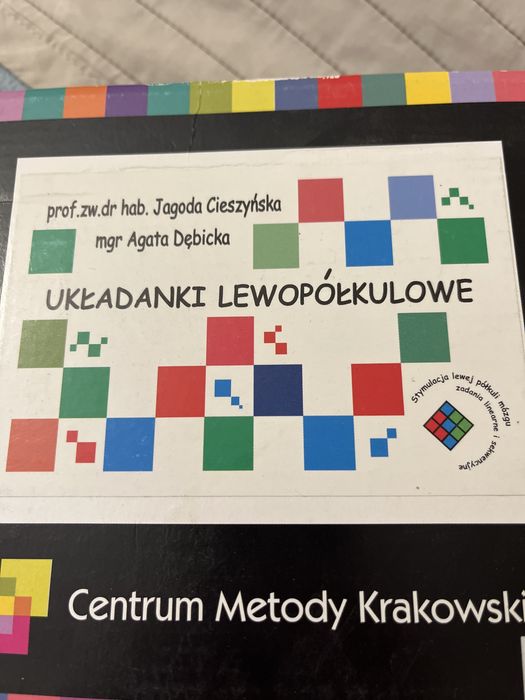 prof.zw.dr hab. Jagoda Cieszyńska
mgr Agata Dębicka
UKŁADANKI LEWOPÓŁKULOWE
Stymulacja lewej półkuli mózgu
zadania linearne i sekwencyjne
Centrum Metody Krakowski